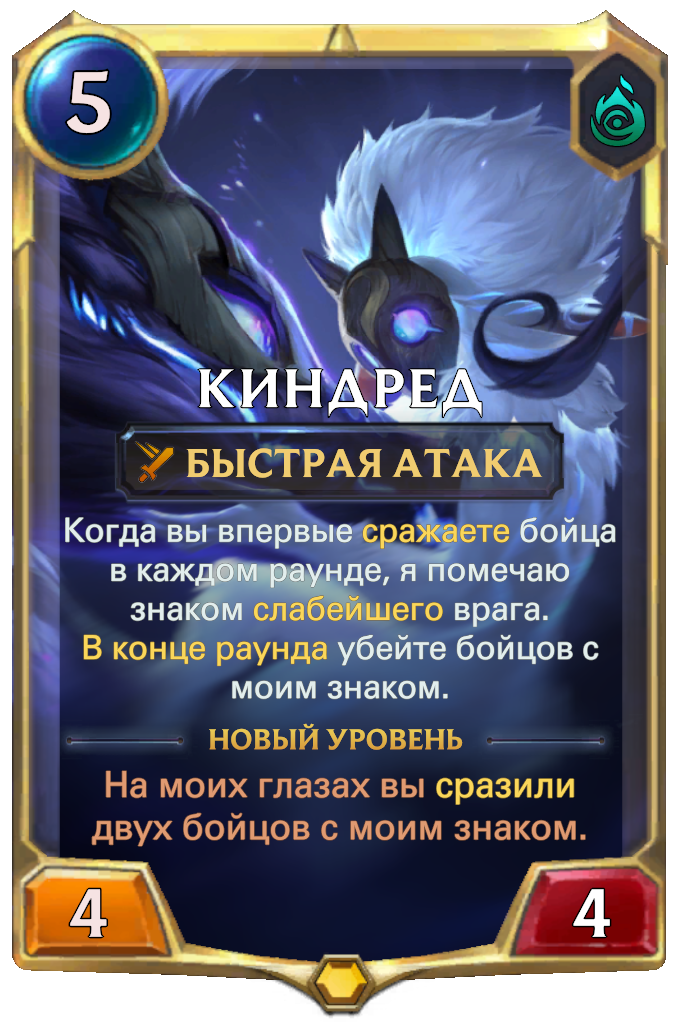 5
КИНДРЕД
БЫСТРАЯ АТАКА
Когда вы впервые сражаете бойца
в каждом раунде, я помечаю
знаком слабейшего врага.
В конце раунда убейте бойцов с
моим знаком.
НОВЫЙ УРОВЕНЬ
На моих глазах вы сразили
двух бойцов с моим знаком.
4
4